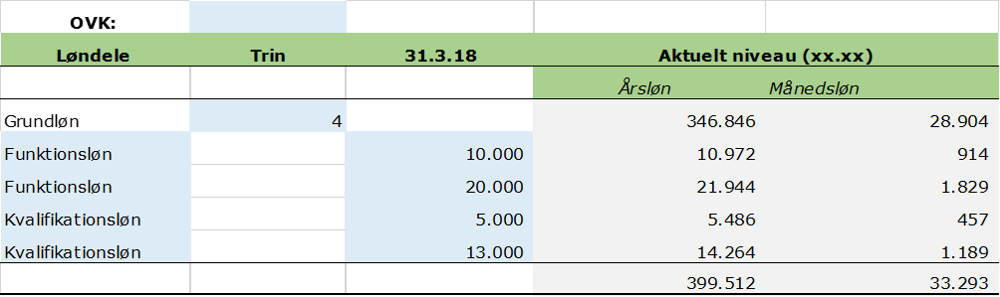 OVK:
Løndele Trin 31.3.18 Aktuelt niveau (xx.xx)
Årsløn Månedsløn
Grundløn 4 346.846 28.904
Funktionsløn 10.000 10.972 914
Funktionsløn 20.000 21.944 1.829
Kvalifikationsløn 5.000 5.486 457
Kvalifikationsløn 13.000 14.264 1.189
399.512 33.293